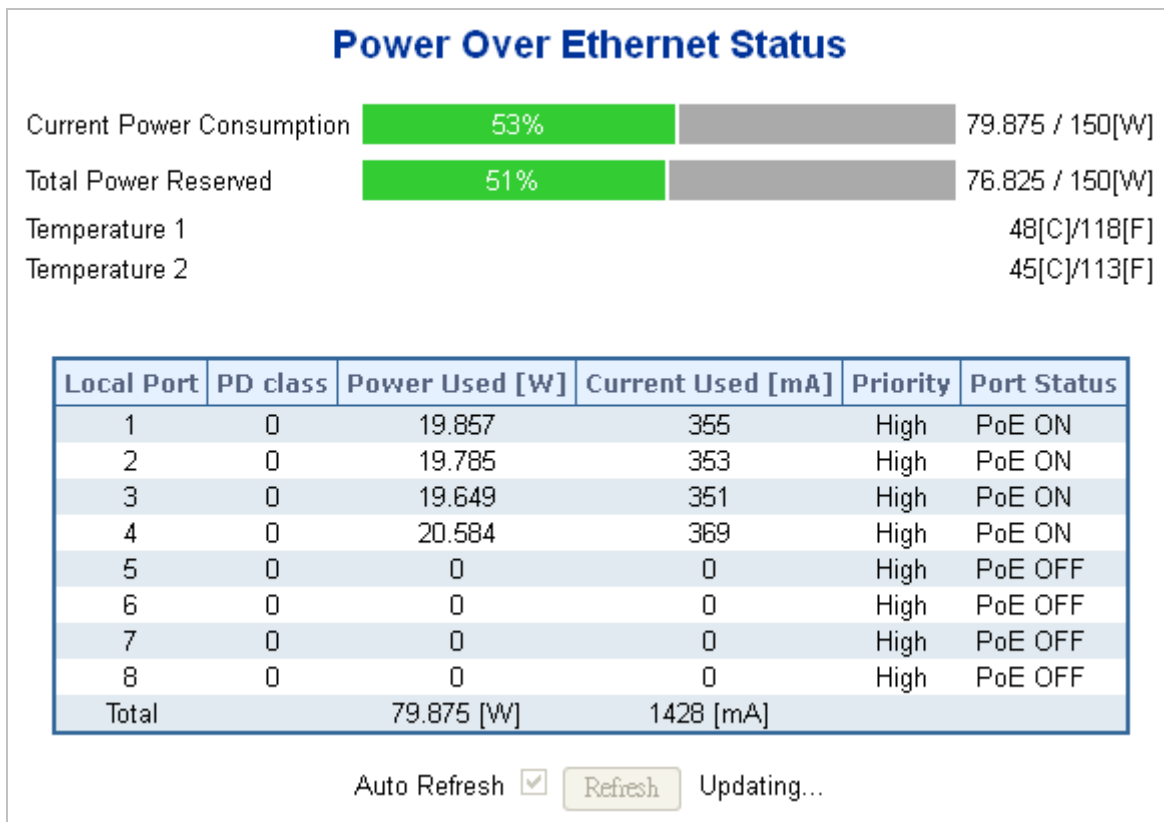 Power Over Ethernet Status
Current Power Consumption 53% 79.875 / 150[W]
Total Power Reserved 51% 76.825 / 150[W]
Temperature 1 48[C]/118[F]
Temperature 2 45[C]/113[F]
Local Port PD class Power Used [W] Current Used [mA] Priority Port Status
1 0 19.857 355 High PoE ON
2 0 19.785 353 High PoE ON
3 0 19.649 351 High PoE ON
4 0 20.584 369 High PoE ON
5 0 0 0 High PoE OFF
6 0 0 0 High PoE OFF
7 0 0 0 High PoE OFF
8 0 0 0 High PoE OFF
Total 79.875 [W] 1428 [mA]
Auto Refresh Refresh Updating...